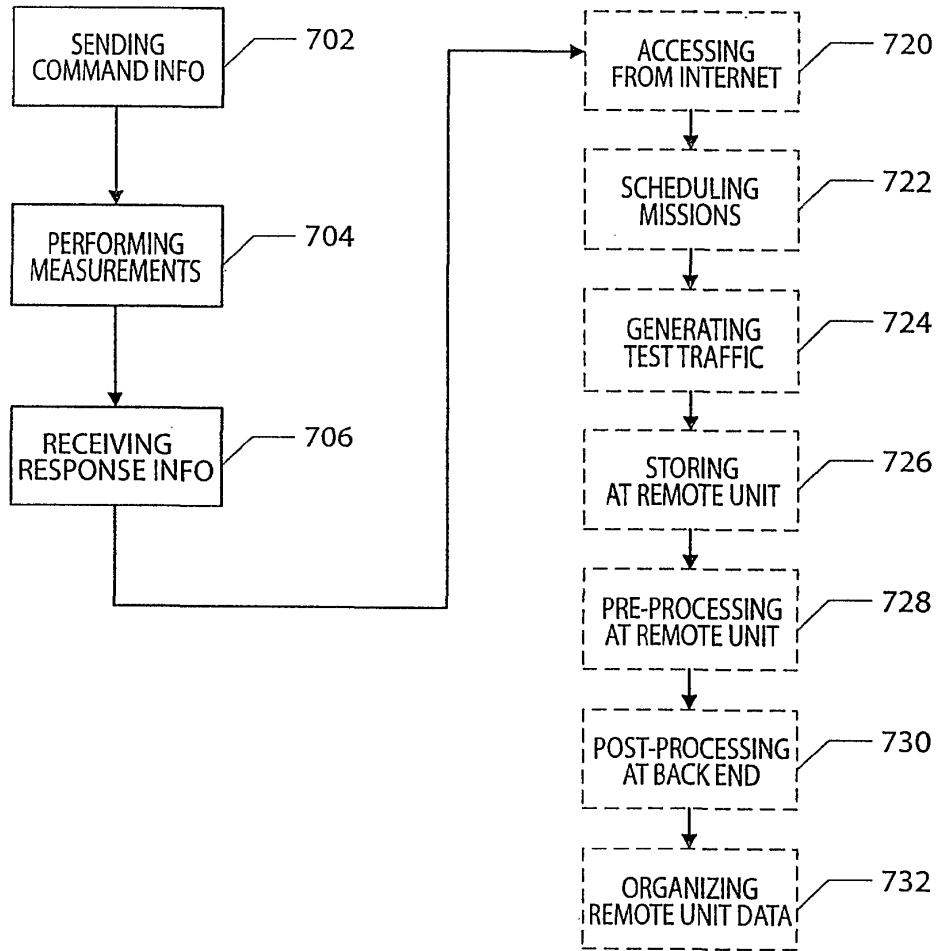 SENDING
COMMAND INFO
702
PERFORMING
MEASUREMENTS
704
RECEIVING
RESPONSE INFO
706
ACCESSING
FROM INTERNET
720
SCHEDULING
MISSIONS
722
GENERATING
TEST TRAFFIC
724
STORING
AT REMOTE UNIT
726
PRE-PROCESSING
AT REMOTE UNIT
728
POST-PROCESSING
AT BACK END
730
ORGANIZING
REMOTE UNIT DATA
732